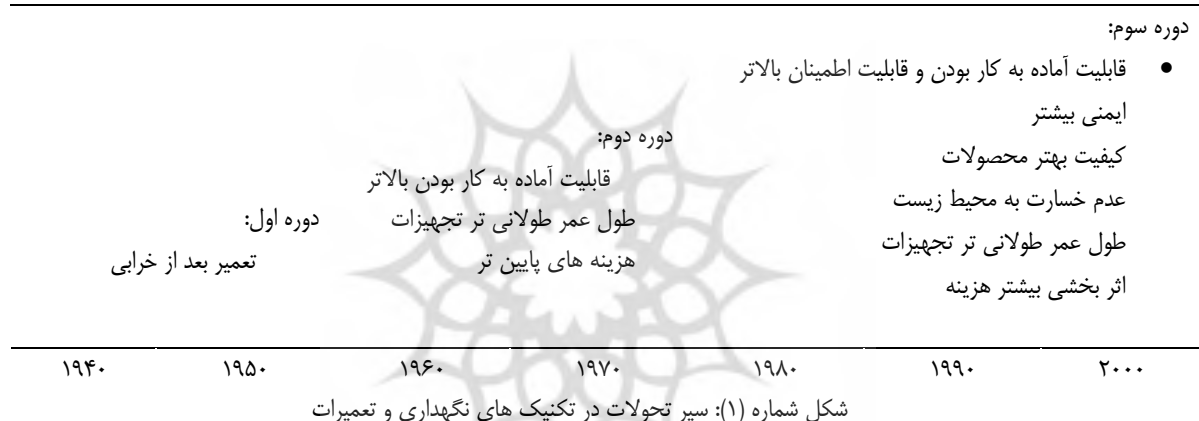 دوره سوم:
● قابلیت آماده به کار بودن و قابلیت اطمینان بالاتر
ایمنی بیشتر
کیفیت بهتر محصولات
عدم خسارت به محیط زیست
طول عمر طولانی تر تجهیزات
اثر بخشی بیشتر هزینه
دوره دوم:
قابلیت آماده به کار بودن بالاتر
طول عمر طولانی تر تجهیزات
هزینه های پایین تر
دوره اول:
تعمیر بعد از خرابی
۱۹۴۰ ۱۹۵۰ ۱۹۶۰ ۱۹۷۰ ۱۹۸۰ ۱۹۹۰ ۲۰۰۰
شکل شماره (۱): سیر تحولات در تکنیک های نگهداری و تعمیرات